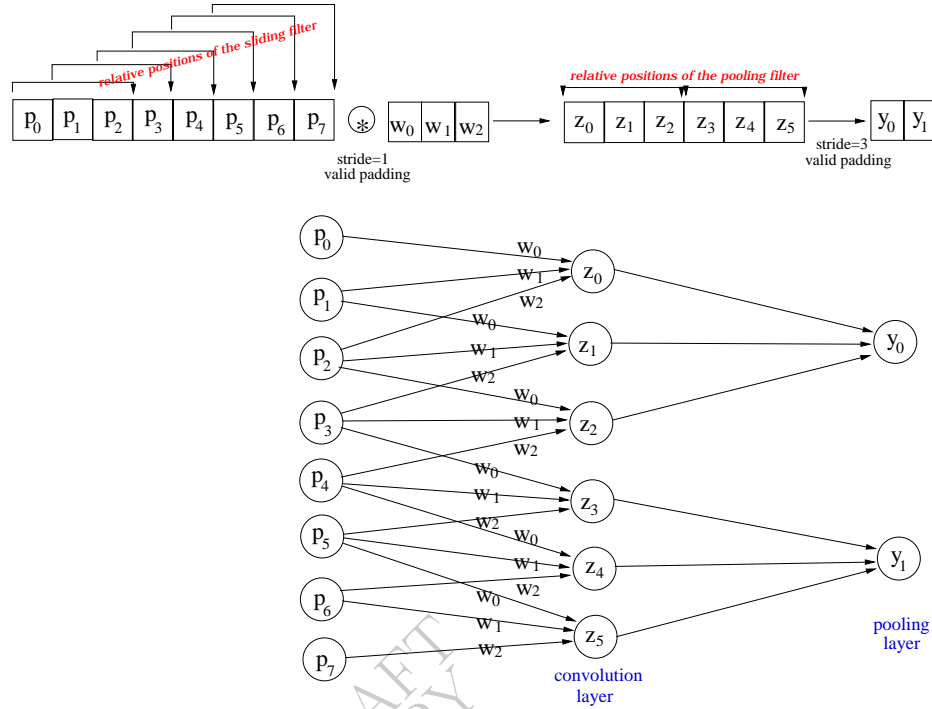 relative positions of the sliding filter
p0 p1 p2 p3 p4 p5 p6 p7 * w0 w1 w2
stride=1
valid padding
relative positions of the pooling filter
z0 z1 z2 z3 z4 z5
stride=3
valid padding
y0 y1
p0
w0
z0
w1
p1
w2
w0
y0
p2
w1
z1
w2
w0
p3
w1
z2
w2
w0
p4
w1
z3
w2
p5
w0
y1
w1
z4
w2
p6
w0
w1
z5
p7
w2
pooling
layer
convolution
layer